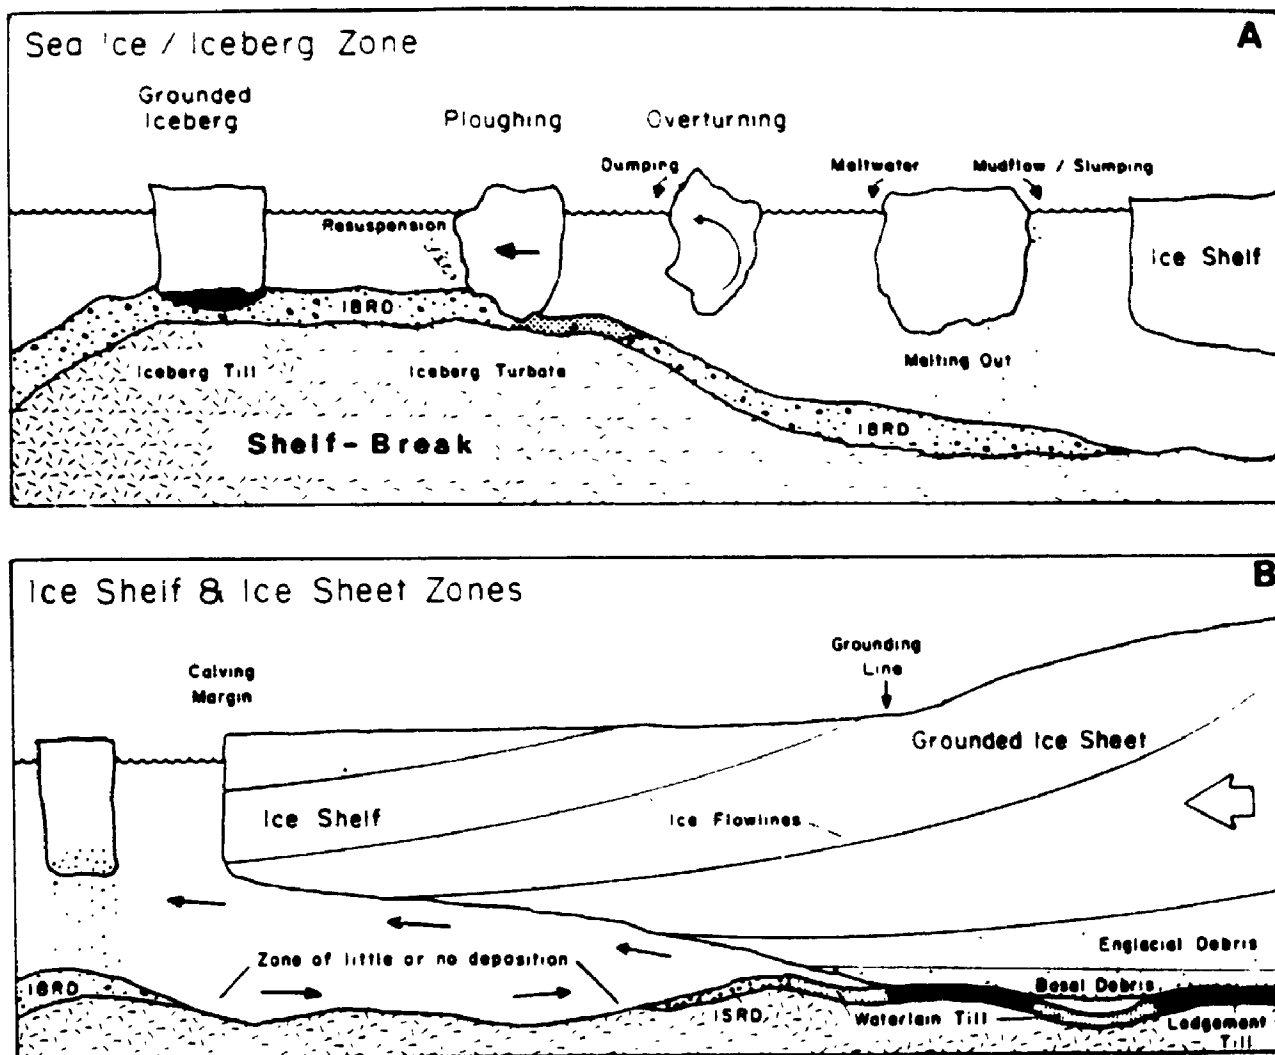 A
Sea Ice / Iceberg Zone
Grounded
Iceberg
Ploughing
Overturning
Dumping
Meltwater
Mudflow / Slumping
Resuspension
Ice Shelf
IBRD
Iceberg Till
Iceberg Turbate
Melting Out
IBRD
Shelf-Break
B
Ice Shelf & Ice Sheet Zones
Grounding
Line
Calving
Margin
Grounded Ice Sheet
Ice Shelf
Ice Flowlines
Englacial Debris
Zone of little or no deposition
Basal Debris
IBRD
ISRD
Waterlain Till
Lodgement
Till